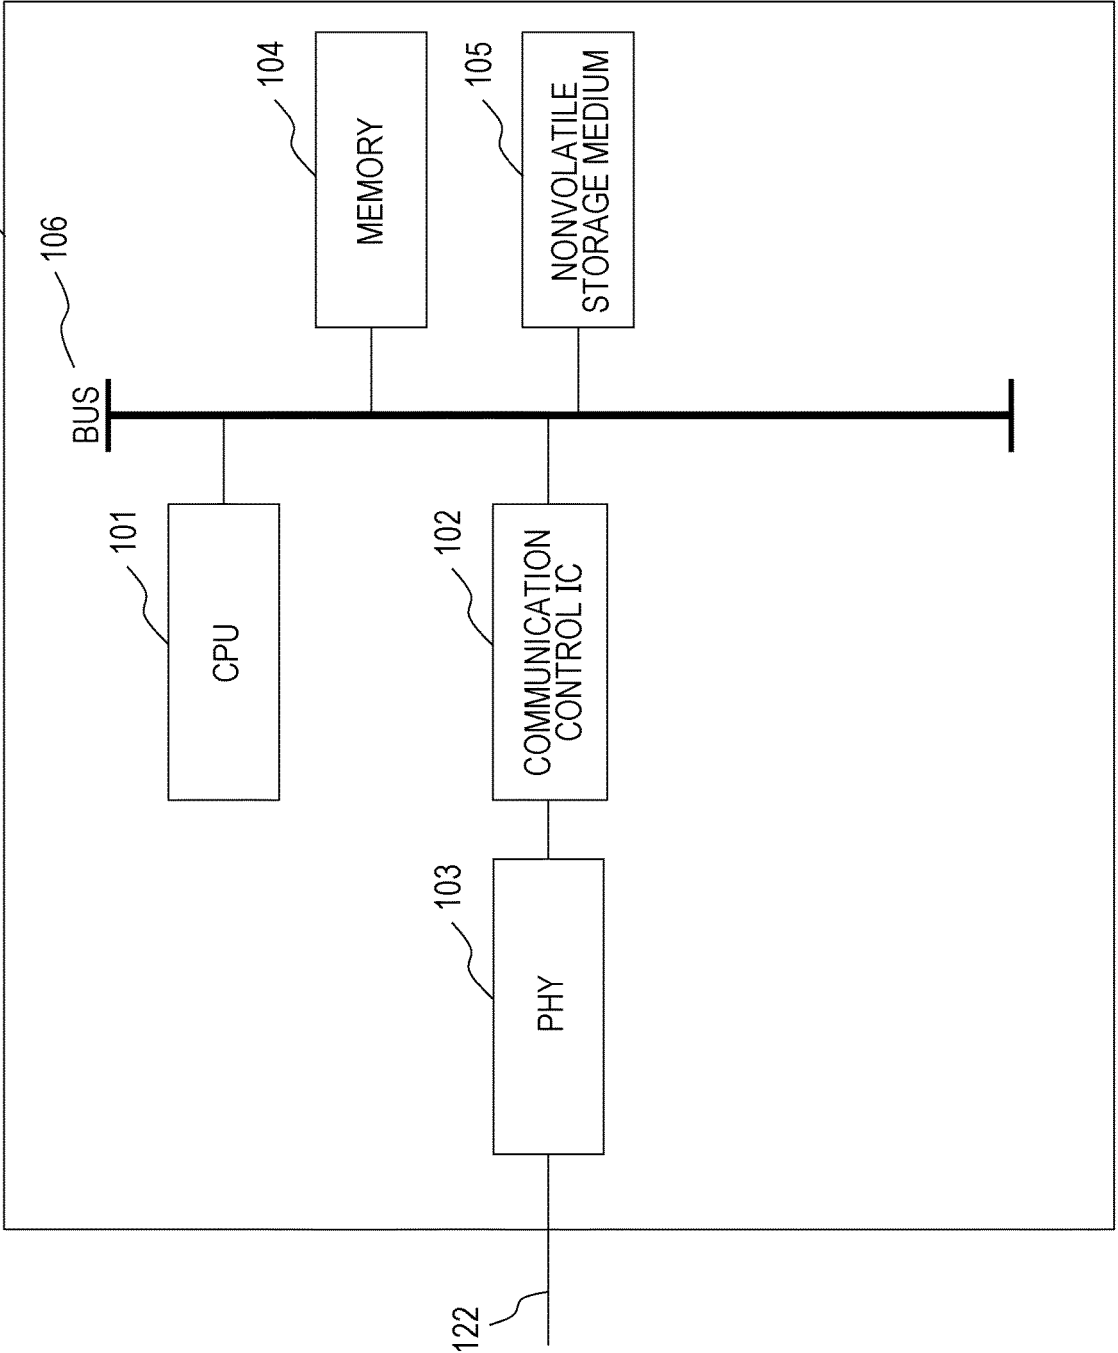 BUS
106
101
CPU
104
MEMORY
103
PHY
102
COMMUNICATION
CONTROL IC
105
NONVOLATILE
STORAGE MEDIUM
122